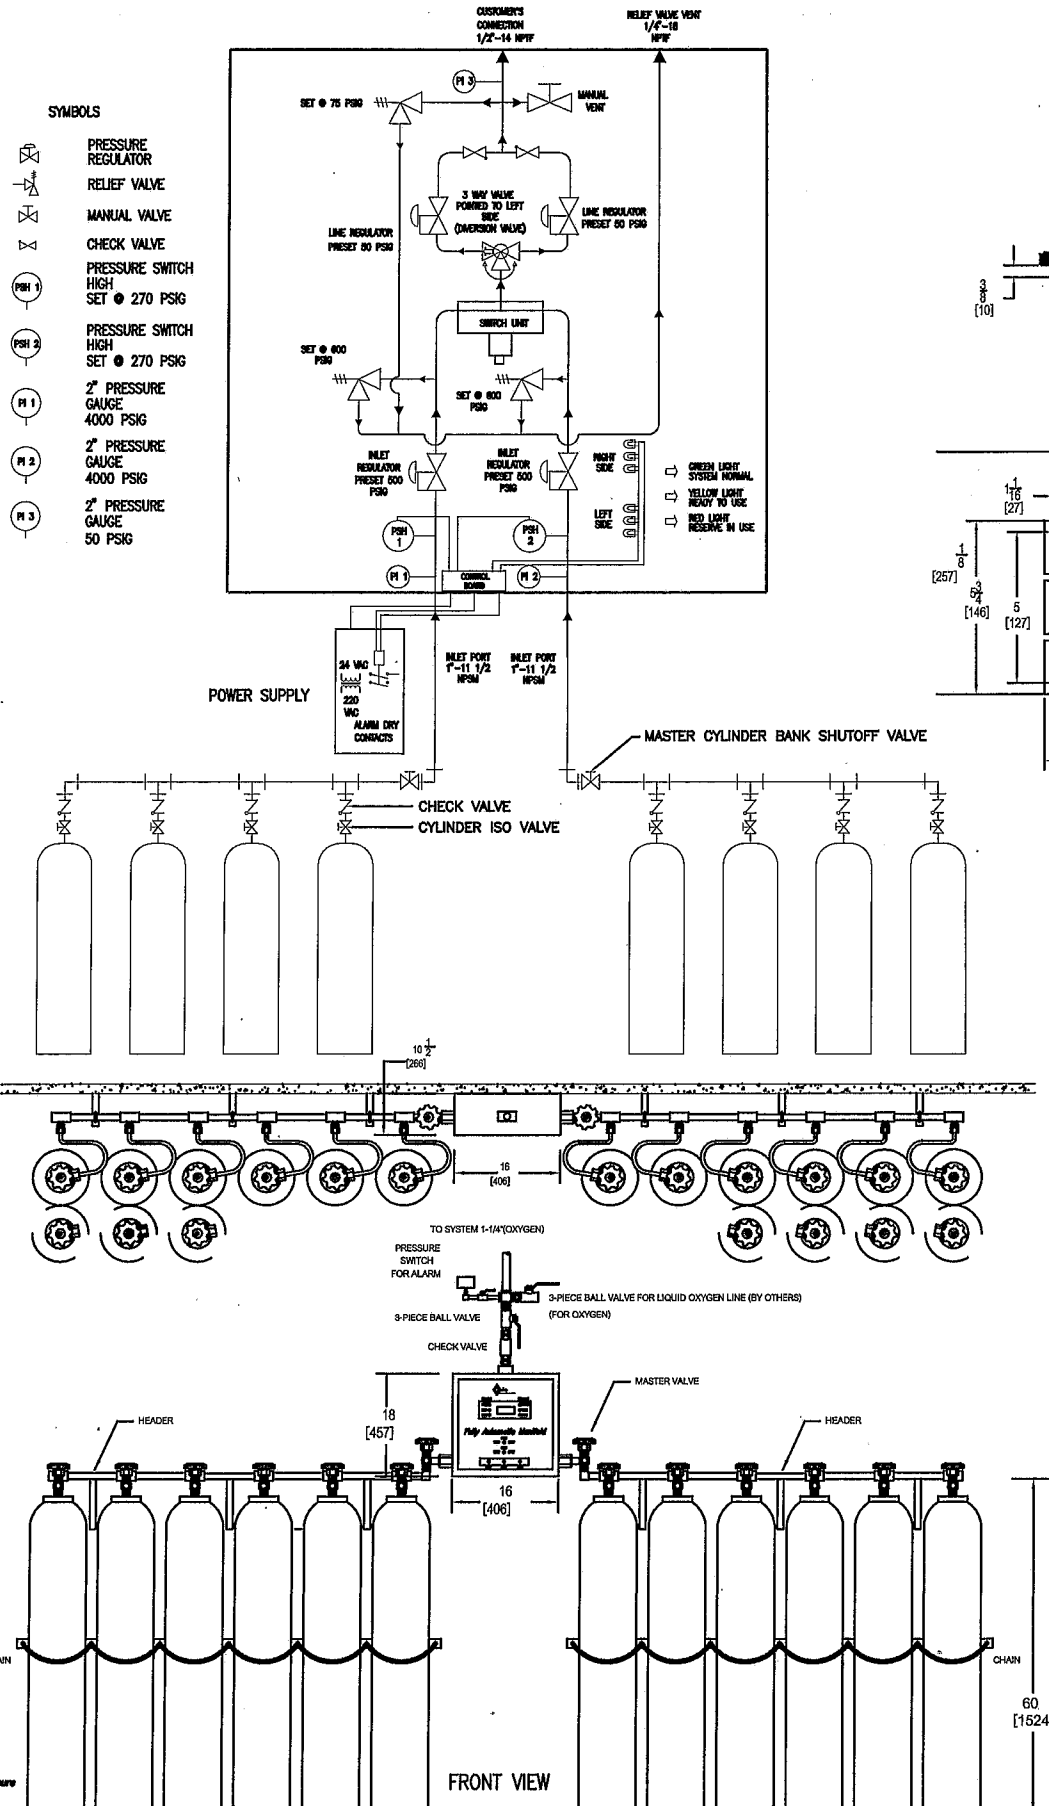 CUSTOMER'S
CONNECTION
1/2"-14 NPTF
RELIEF VALVE VENT
1/4"-18
NPTF
PI 3
SET @ 75 PSIG
MANUAL
VENT
SYMBOLS
PRESSURE
REGULATOR
RELIEF VALVE
MANUAL VALVE
CHECK VALVE
PSH 1
PRESSURE SWITCH
HIGH
SET @ 270 PSIG
PSH 2
PRESSURE SWITCH
HIGH
SET @ 270 PSIG
PI 1
2" PRESSURE
GAUGE
4000 PSIG
PI 2
2" PRESSURE
GAUGE
4000 PSIG
PI 3
2" PRESSURE
GAUGE
50 PSIG
3 WAY VALVE
POINTED TO LEFT
SIDE
(DIVERSION VALVE)
LINE REGULATOR
PRESET 50 PSIG
LINE REGULATOR
PRESET 50 PSIG
SWITCH UNIT
SET @ 600
PSIG
SET @ 600
PSIG
INLET
REGULATOR
PRESET 500
PSIG
INLET
REGULATOR
PRESET 500
PSIG
RIGHT
SIDE
LEFT
SIDE
GREEN LIGHT
SYSTEM NORMAL
YELLOW LIGHT
READY TO USE
RED LIGHT
RESERVE IN USE
PSH
1
PSH
2
PI 1
CONTROL
BOARD
PI 2
24 VAC
220
VAC
ALARM DRY
CONTACTS
POWER SUPPLY
INLET PORT
1"-11 1/2
NPSM
INLET PORT
1"-11 1/2
NPSM
3/8
[10]
1 1/16
[27]
1/8
[257]
5 3/4
[146]
5
[127]
MASTER CYLINDER BANK SHUTOFF VALVE
CHECK VALVE
CYLINDER ISO VALVE
10 1/2
[266]
16
[406]
TO SYSTEM 1-1/4"(OXYGEN)
PRESSURE
SWITCH
FOR ALARM
3-PIECE BALL VALVE FOR LIQUID OXYGEN LINE (BY OTHERS)
(FOR OXYGEN)
3-PIECE BALL VALVE
CHECK VALVE
MASTER VALVE
HEADER
18
[457]
HEADER
Fully Automatic Manifold
16
[406]
CHAIN
60
[1524
FRONT VIEW